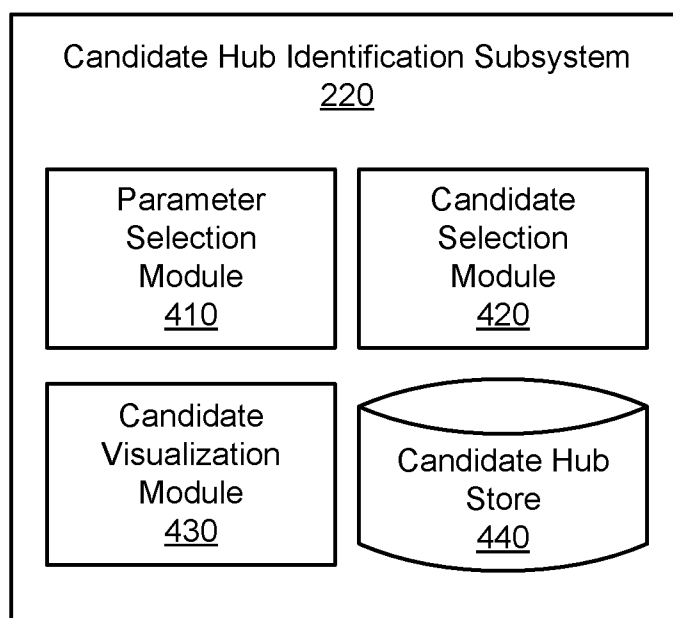 Candidate Hub Identification Subsystem
220
Parameter
Selection
Module
410
Candidate
Selection
Module
420
Candidate
Visualization
Module
430
Candidate Hub
Store
440